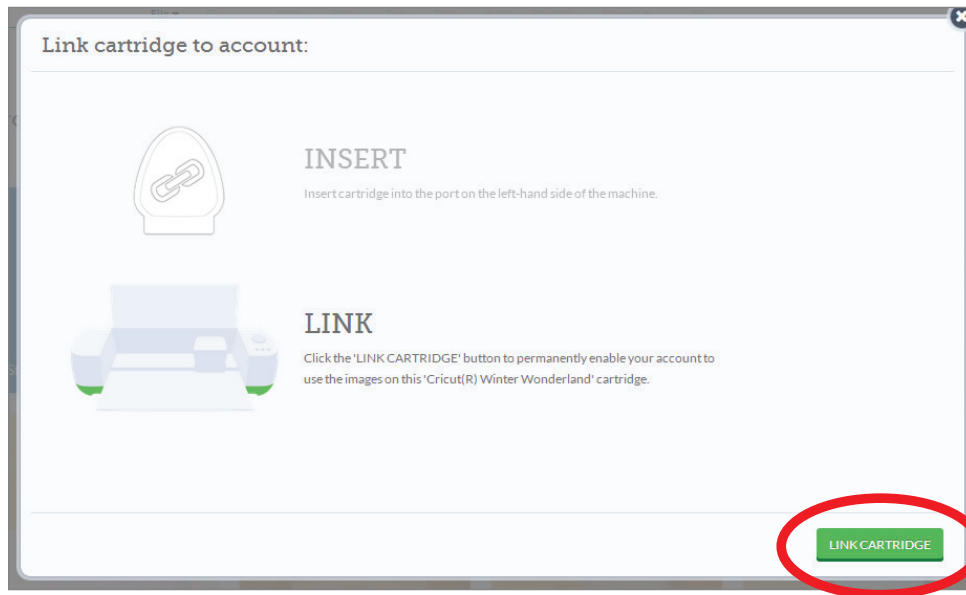 File
Link cartridge to account:
INSERT
Insert cartridge into the port on the left-hand side of the machine.
LINK
Click the 'LINK CARTRIDGE' button to permanently enable your account to
use the images on this 'Cricut(R) Winter Wonderland' cartridge.
LINK CARTRIDGE